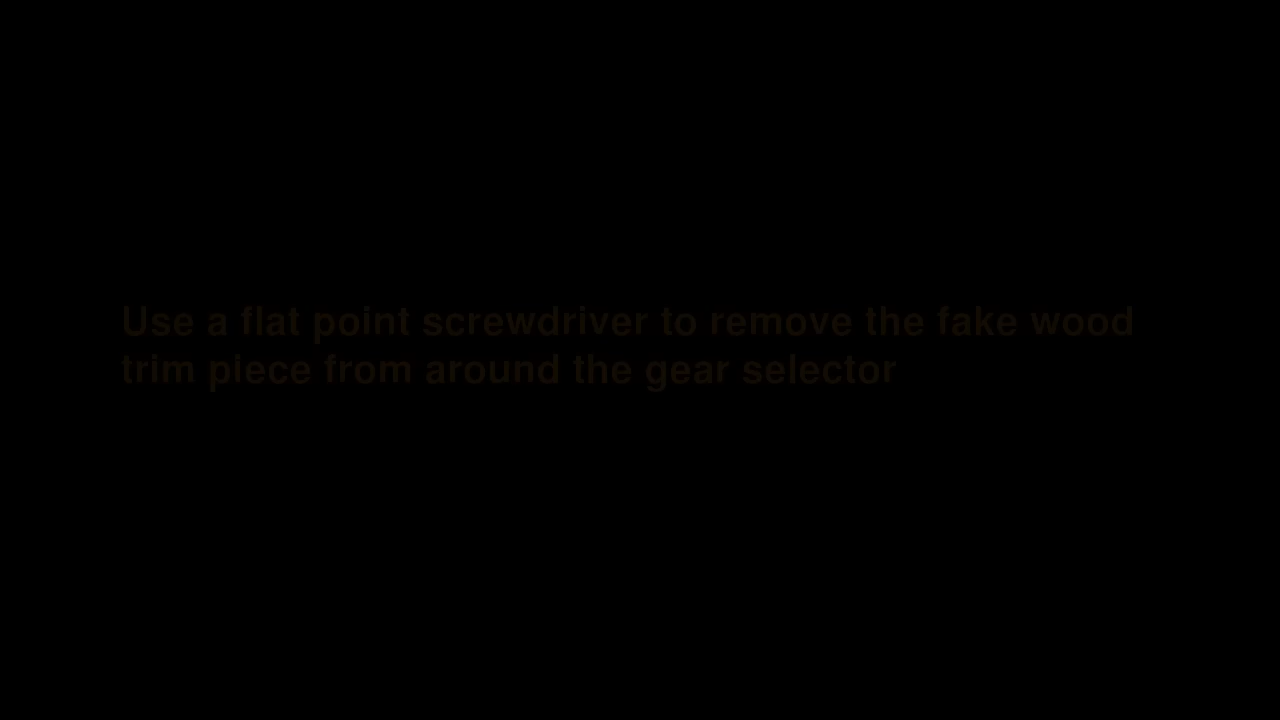 Use a flat point screwdriver to remove the fake wood
trim piece from around the gear selector